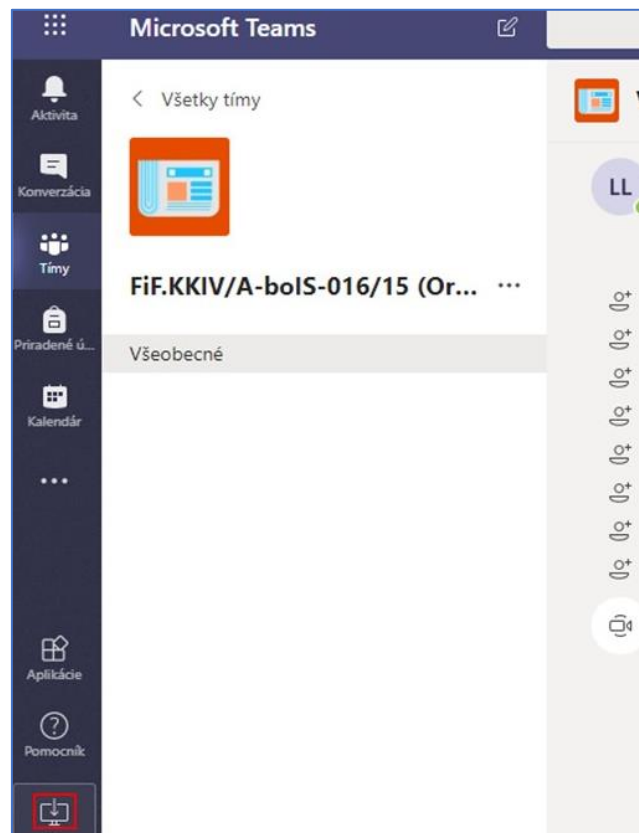 Microsoft Teams
Aktivita
Konverzácia
Tímy
Priradené ú...
Kalendár
Aplikácie
Pomocník
< Všetky tímy
FiF.KKIV/A-boIS-016/15 (Or... ...
Všeobecné
LL